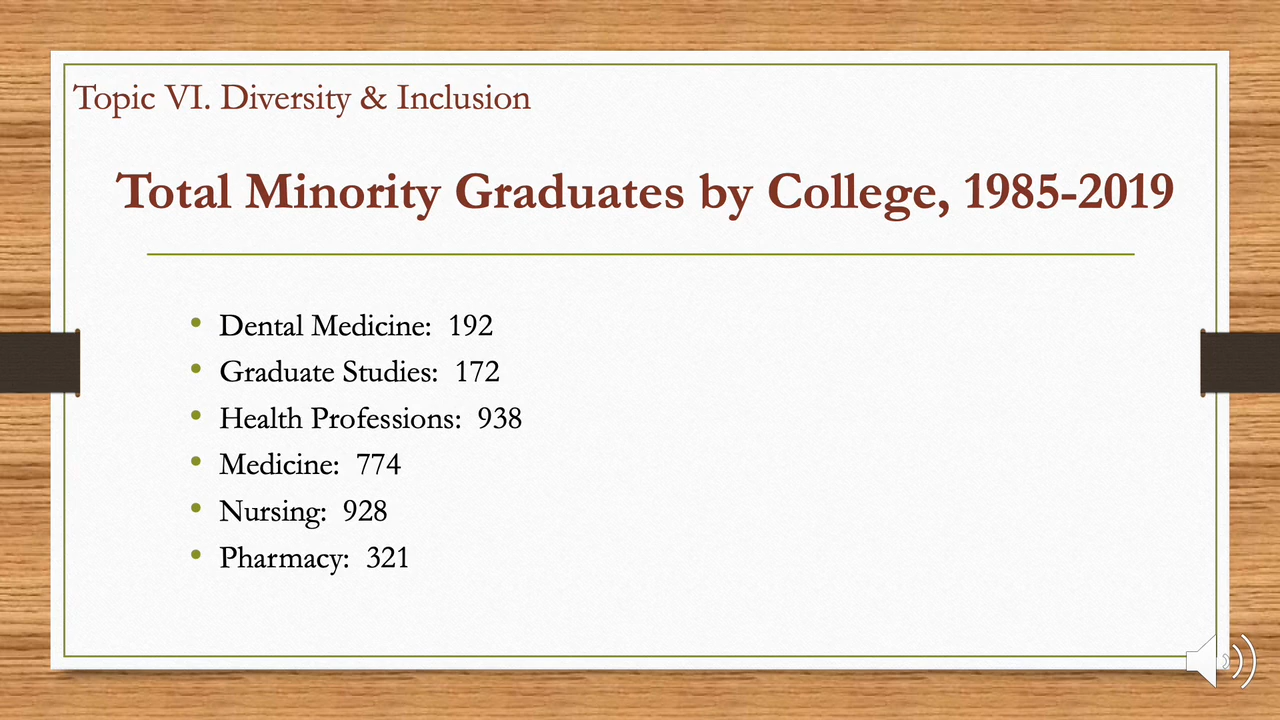 Topic VI. Diversity & Inclusion
Total Minority Graduates by College, 1985-2019
• Dental Medicine: 192
• Graduate Studies: 172
• Health Professions: 938
• Medicine: 774
• Nursing: 928
• Pharmacy: 321